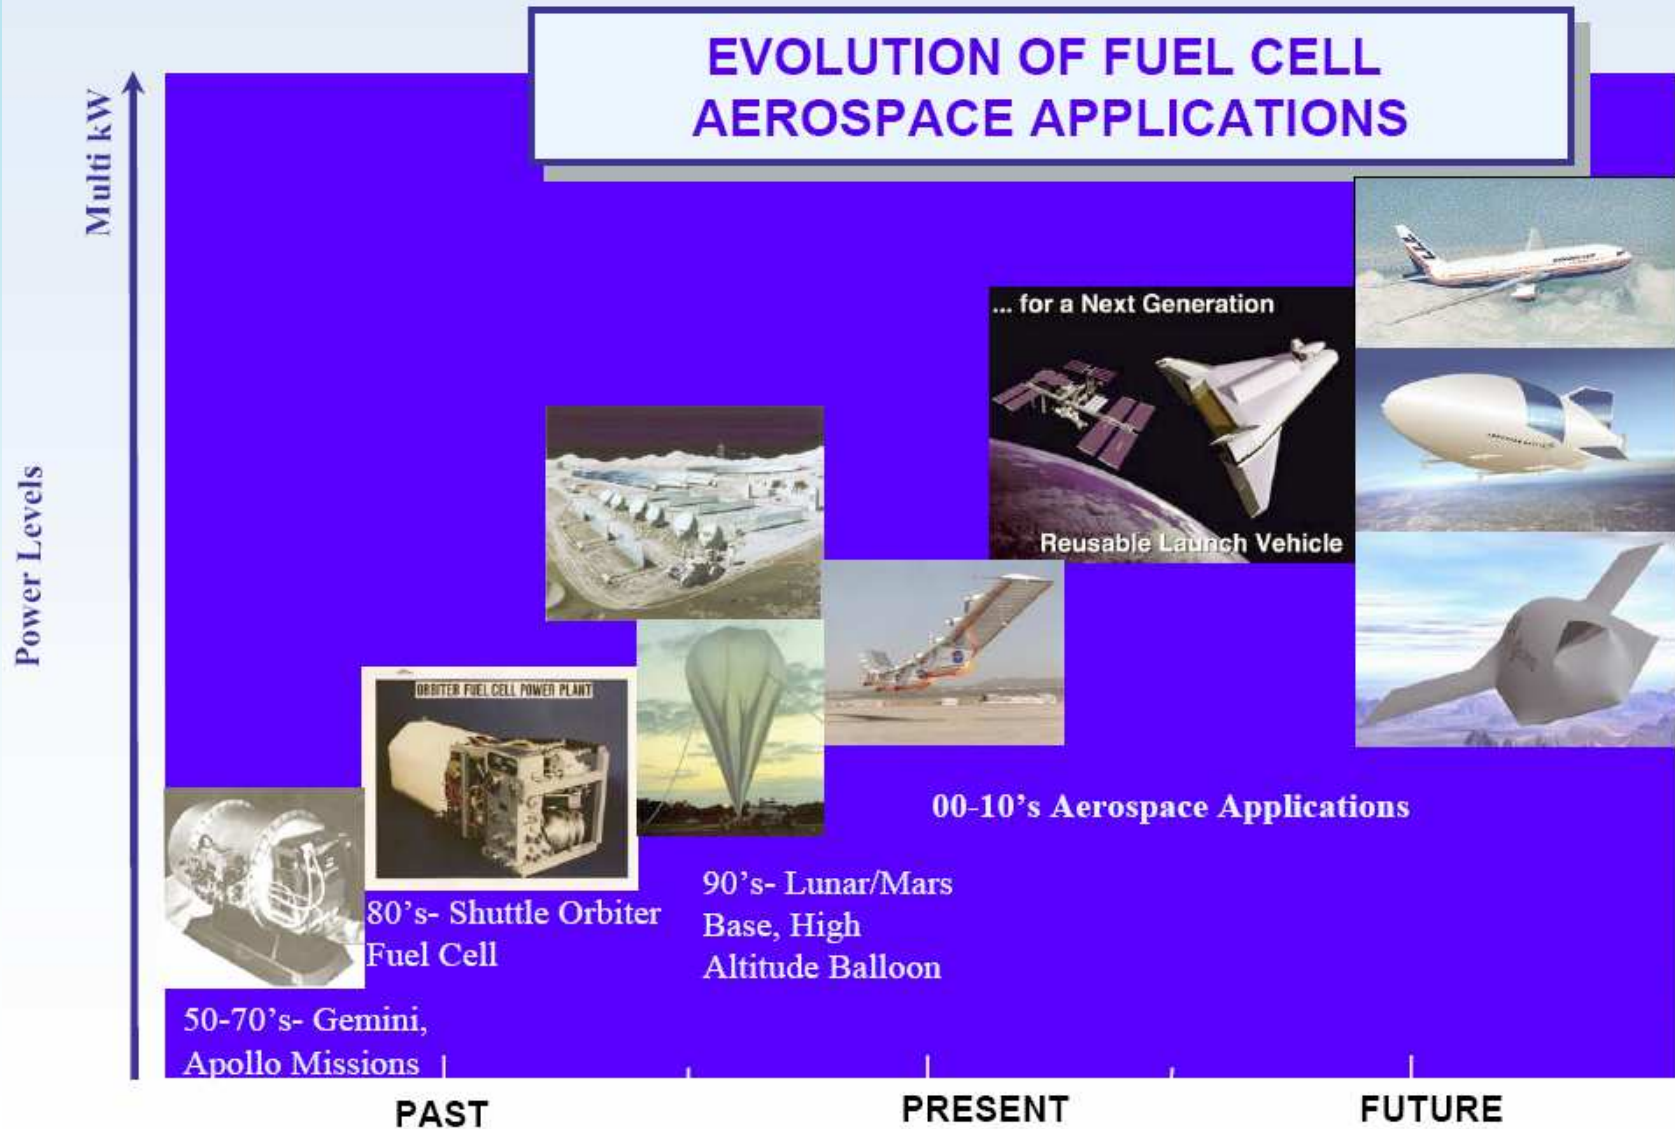 EVOLUTION OF FUEL CELL
AEROSPACE APPLICATIONS
Multi kW
Power Levels
... for a Next Generation
Reusable Launch Vehicle
ORBITER FUEL CELL POWER PLANT
00-10's Aerospace Applications
90's- Lunar/Mars
Base, High
Altitude Balloon
80's- Shuttle Orbiter
Fuel Cell
50-70's- Gemini,
Apollo Missions
PAST
PRESENT
FUTURE